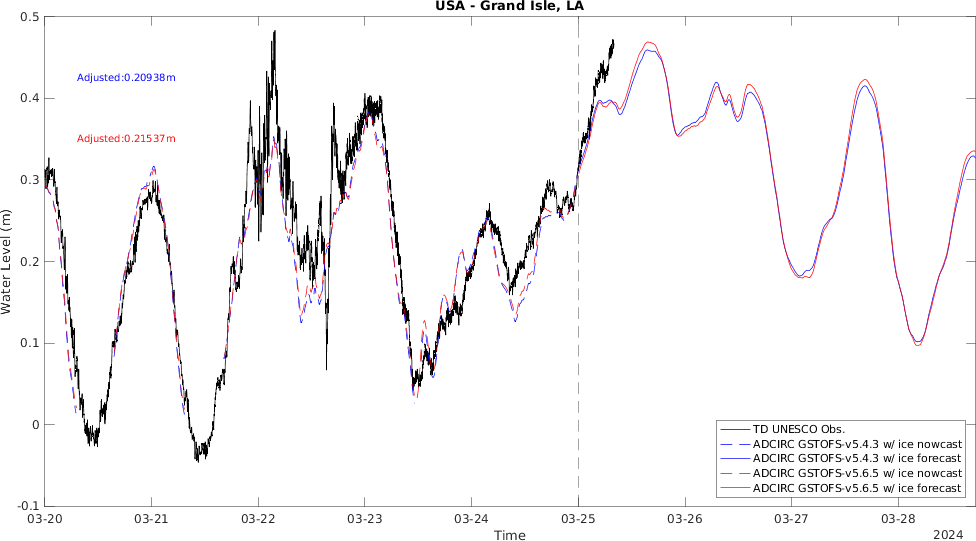 USA - Grand Isle, LA
0.5
Adjusted:0.20938m
0.4
Adjusted:0.21537m
0.3
Water Level (m)
0.2
0.1
0
-0.1
TD UNESCO Obs.
ADCIRC GSTOFS-v5.4.3 w/ ice nowcast
ADCIRC GSTOFS-v5.4.3 w/ ice forecast
ADCIRC GSTOFS-v5.6.5 w/ ice nowcast
ADCIRC GSTOFS-v5.6.5 w/ ice forecast
03-20 03-21 03-22 03-23 03-24 03-25 03-26 03-27 03-28
Time
2024